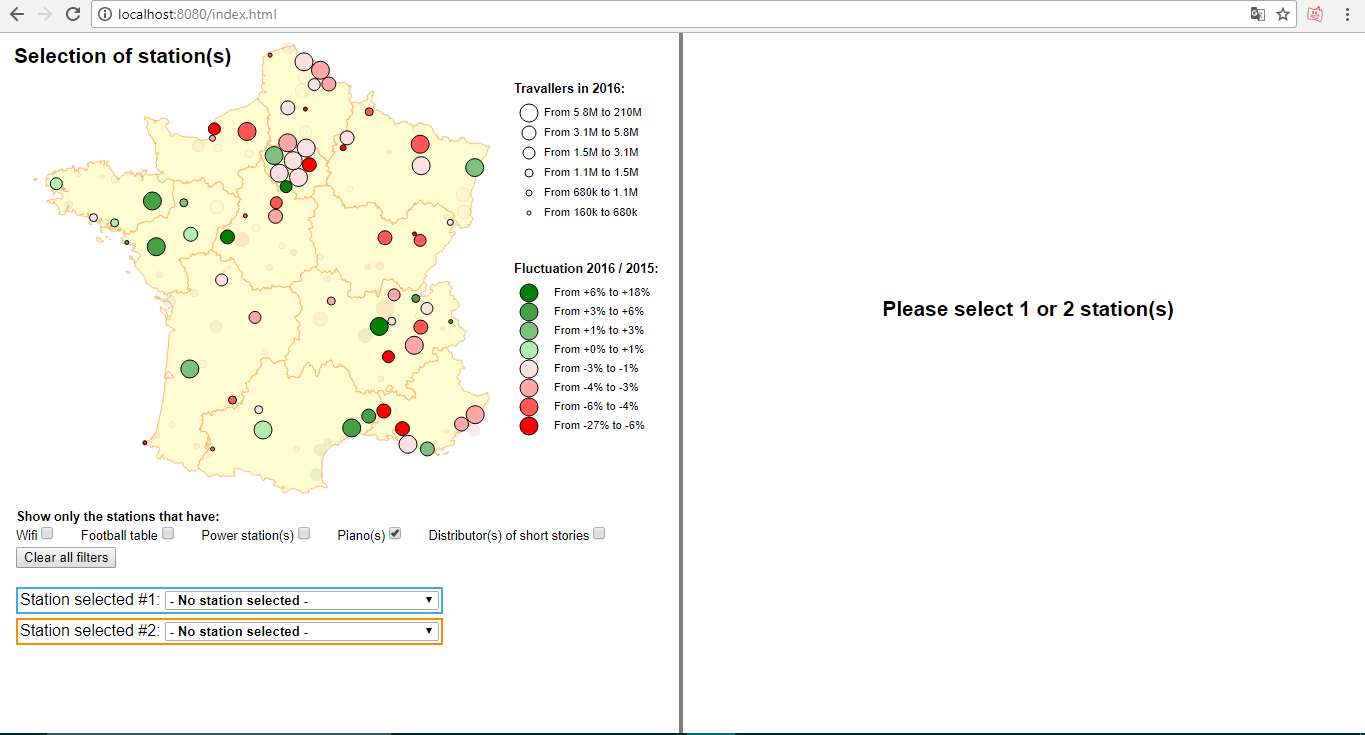 localhost:8080/index.html
Selection of station(s)
Travallers in 2016:
From 5.8M to 210M
From 3.1M to 5.8M
From 1.5M to 3.1M
From 1.1M to 1.5M
From 680k to 1.1M
From 160k to 680k
Fluctuation 2016 / 2015:
From +6% to +18%
From +3% to +6%
From +1% to +3%
From +0% to +1%
From -3% to -1%
From -4% to -3%
From -6% to -4%
From -27% to -6%
Show only the stations that have:
Wifi Football table Power station(s) Piano(s) Distributor(s) of short stories
Clear all filters
Station selected #1: - No station selected -
Station selected #2: - No station selected -
Please select 1 or 2 station(s)